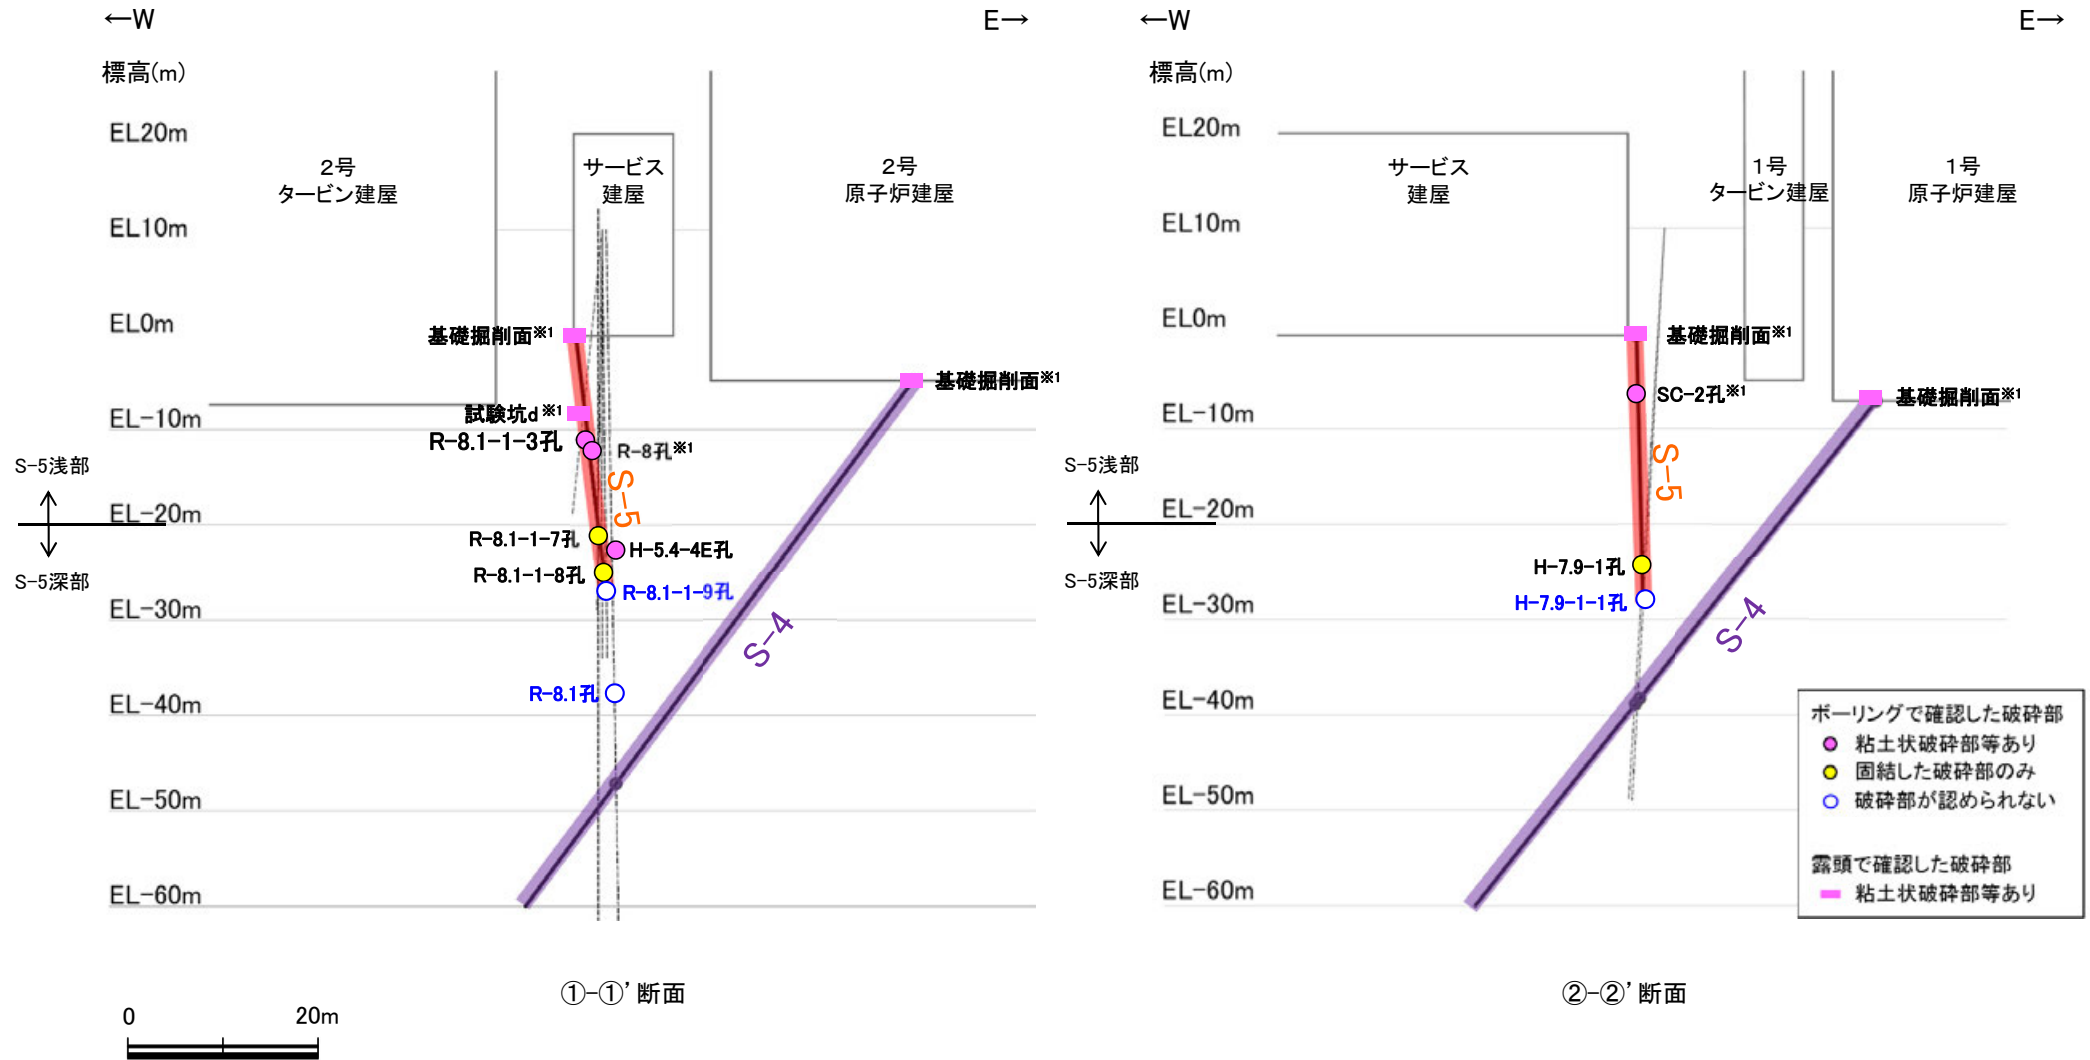 ←W
E→
標高(m)
EL20m
2号
タービン建屋
サービス
建屋
2号
原子炉建屋
EL10m
EL0m
基礎掘削面※1
基礎掘削面※1
試験坑d※1
EL-10m
R-8.1-1-3孔
R-8孔※1
S-5浅部
S-5
EL-20m
R-8.1-1-7孔
H-5.4-4E孔
S-5深部
R-8.1-1-8孔
R-8.1-1-9孔
EL-30m
S-4
R-8.1孔
EL-40m
EL-50m
EL-60m
①-①’断面
0
20m
←W
E→
標高(m)
EL20m
サービス
建屋
1号
タービン建屋
1号
原子炉建屋
EL10m
EL0m
基礎掘削面※1
SC-2孔※1
基礎掘削面※1
EL-10m
S-5浅部
S-5
EL-20m
H-7.9-1孔
S-5深部
H-7.9-1-1孔
EL-30m
S-4
EL-40m
EL-50m
EL-60m
ボーリングで確認した破砕部
粘土状破砕部等あり
固結した破砕部のみ
破砕部が認められない
露頭で確認した破砕部
粘土状破砕部等あり
②-②’断面